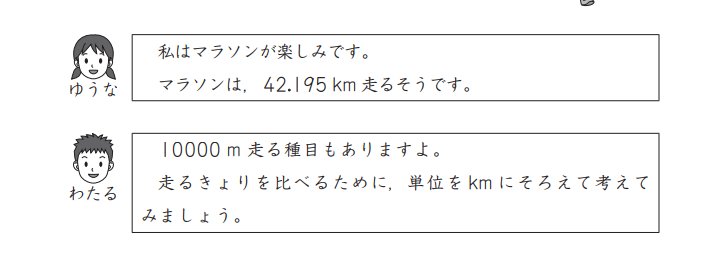 私はマラソンが楽しみです。
マラソンは，42.195 km 走るそうです。
ゆうな
10000 m 走る種目もありますよ。
走るきょりを比べるために，単位を km にそろえて考えて
みましょう。
わたる